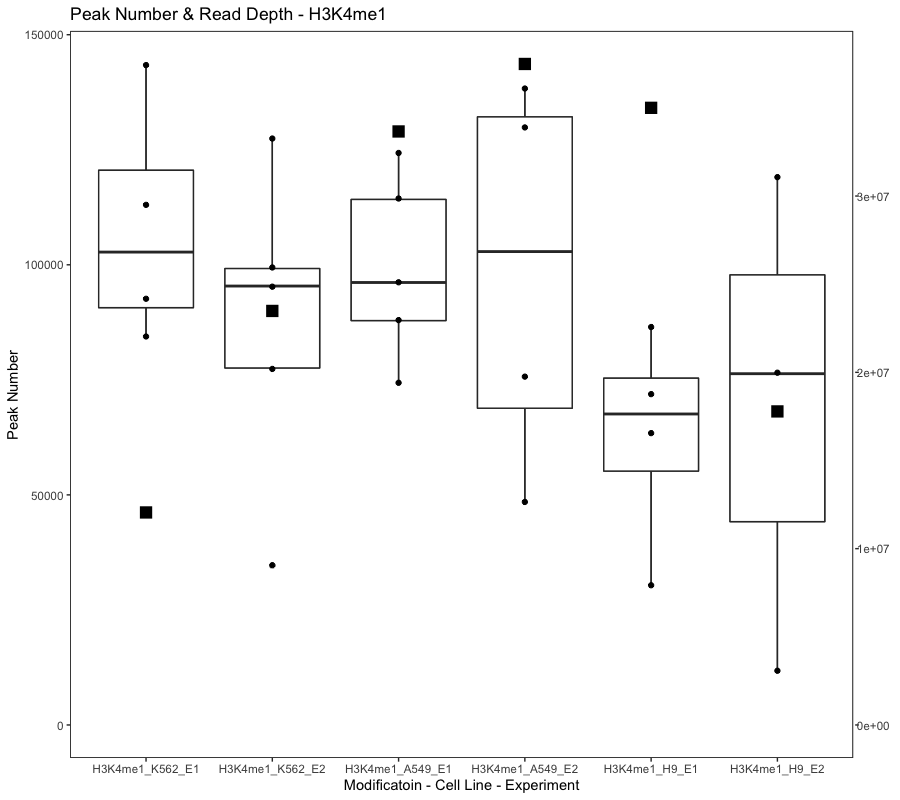 Peak Number & Read Depth - H3K4me1
150000
100000
50000
0
Peak Number
3e+07
2e+07
1e+07
0e+00
H3K4me1_K562_E1 H3K4me1_K562_E2 H3K4me1_A549_E1 H3K4me1_A549_E2 H3K4me1_H9_E1 H3K4me1_H9_E2
Modificatoin - Cell Line - Experiment